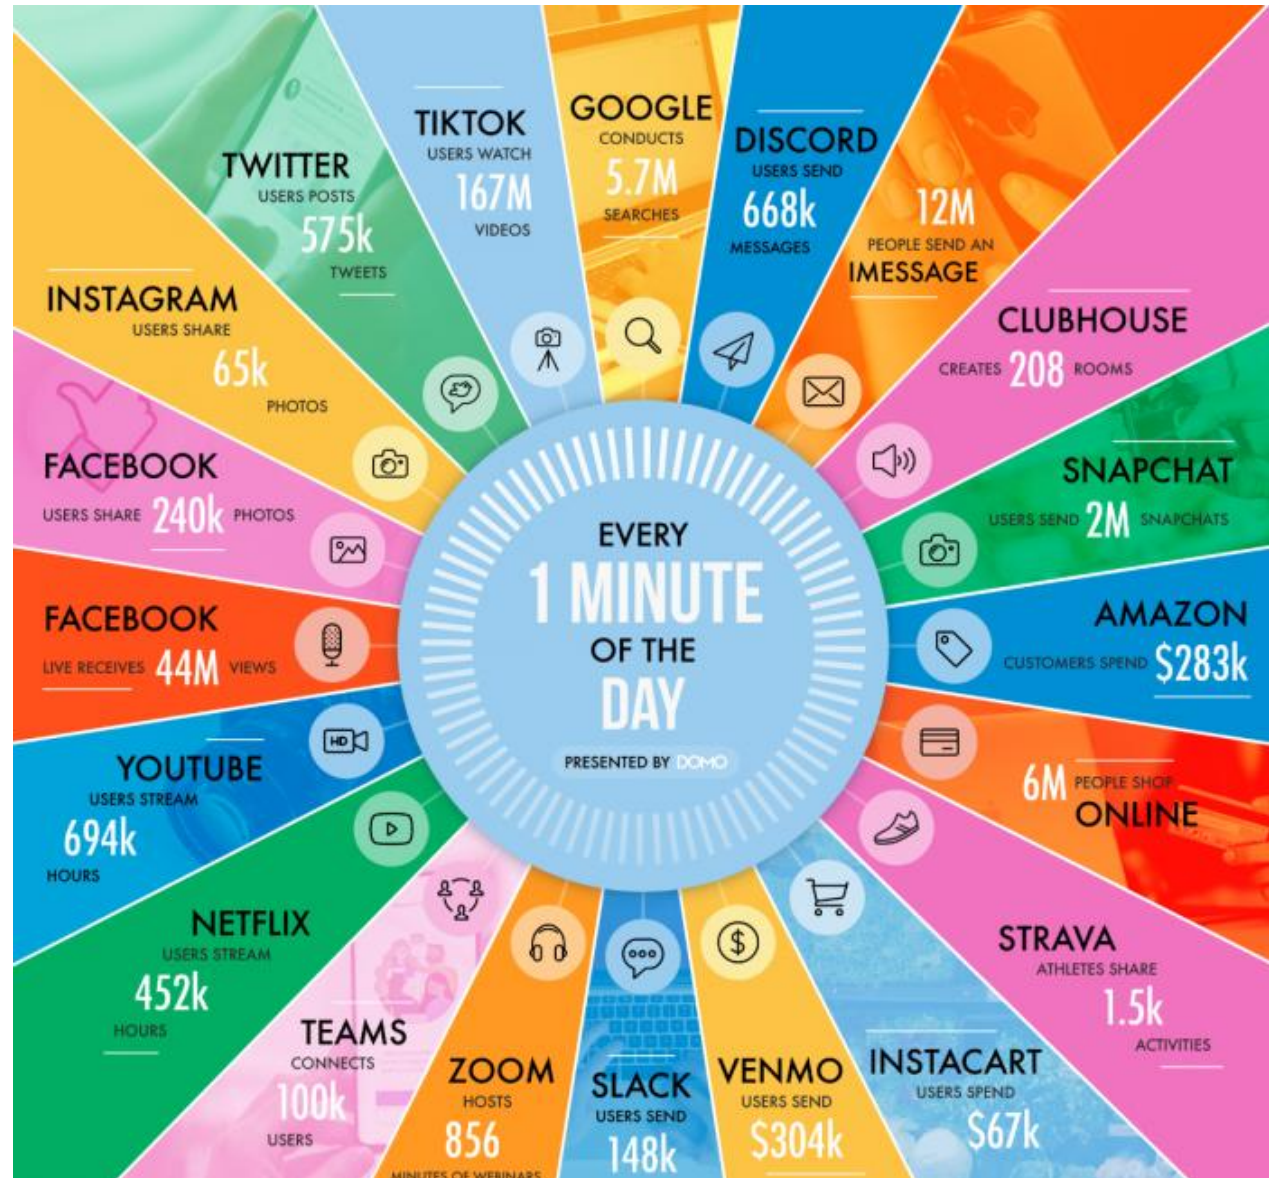 EVERY
1 MINUTE
OF THE
DAY
PRESENTED BY DOMO
GOOGLE
CONDUCTS
5.7M
SEARCHES
DISCORD
USERS SEND
668k
MESSAGES
12M
PEOPLE SEND AN
IMESSAGE
CLUBHOUSE
CREATES 208 ROOMS
SNAPCHAT
USERS SEND 2M SNAPCHATS
AMAZON
CUSTOMERS SPEND $283k
6M PEOPLE SHOP
ONLINE
STRAVA
ATHLETES SHARE
1.5k
ACTIVITIES
INSTACART
USERS SPEND
$67k
VENMO
USERS SEND
$304k
SLACK
USERS SEND
148k
ZOOM
HOSTS
856
MINUTES OF WEBINARS
TEAMS
CONNECTS
100k
USERS
NETFLIX
USERS STREAM
452k
HOURS
YOUTUBE
USERS STREAM
694k
HOURS
HD
FACEBOOK
LIVE RECEIVES 44M VIEWS
FACEBOOK
USERS SHARE 240k PHOTOS
INSTAGRAM
USERS SHARE
65k
PHOTOS
TWITTER
USERS POSTS
575k
TWEETS
TIKTOK
USERS WATCH
167M
VIDEOS